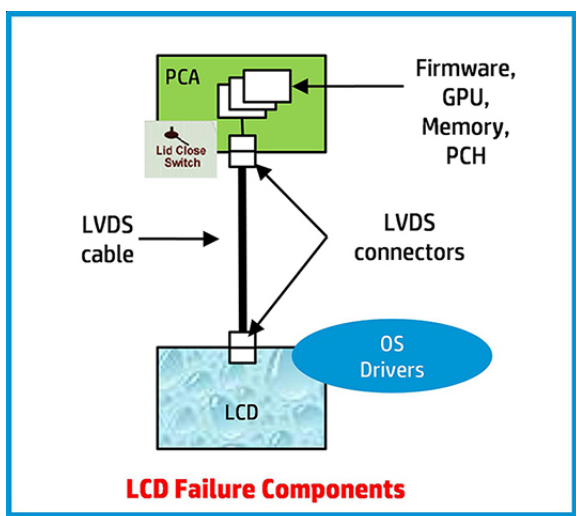 PCA
Firmware,
GPU,
Memory,
PCH
Lid Close
Switch
LVDS
cable
LVDS
connectors
OS
Drivers
LCD
LCD Failure Components